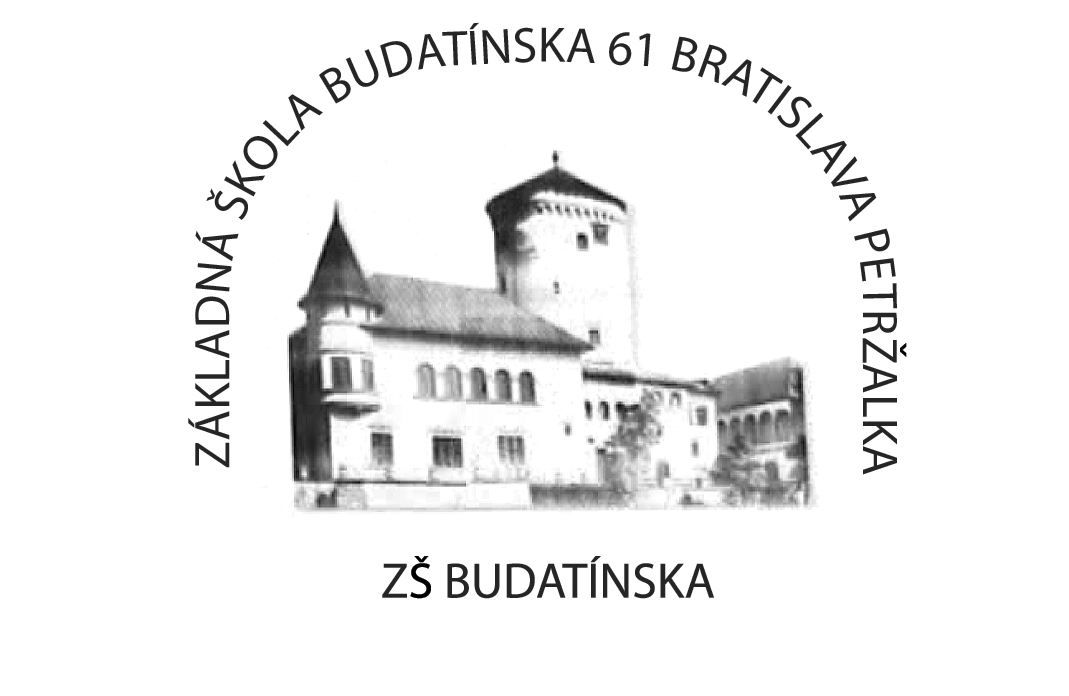 ZÁKLADNÁ ŠKOLA BUDATÍNSKA 61 BRATISLAVA PETRŽALKA
ZŠ BUDATÍNSKA